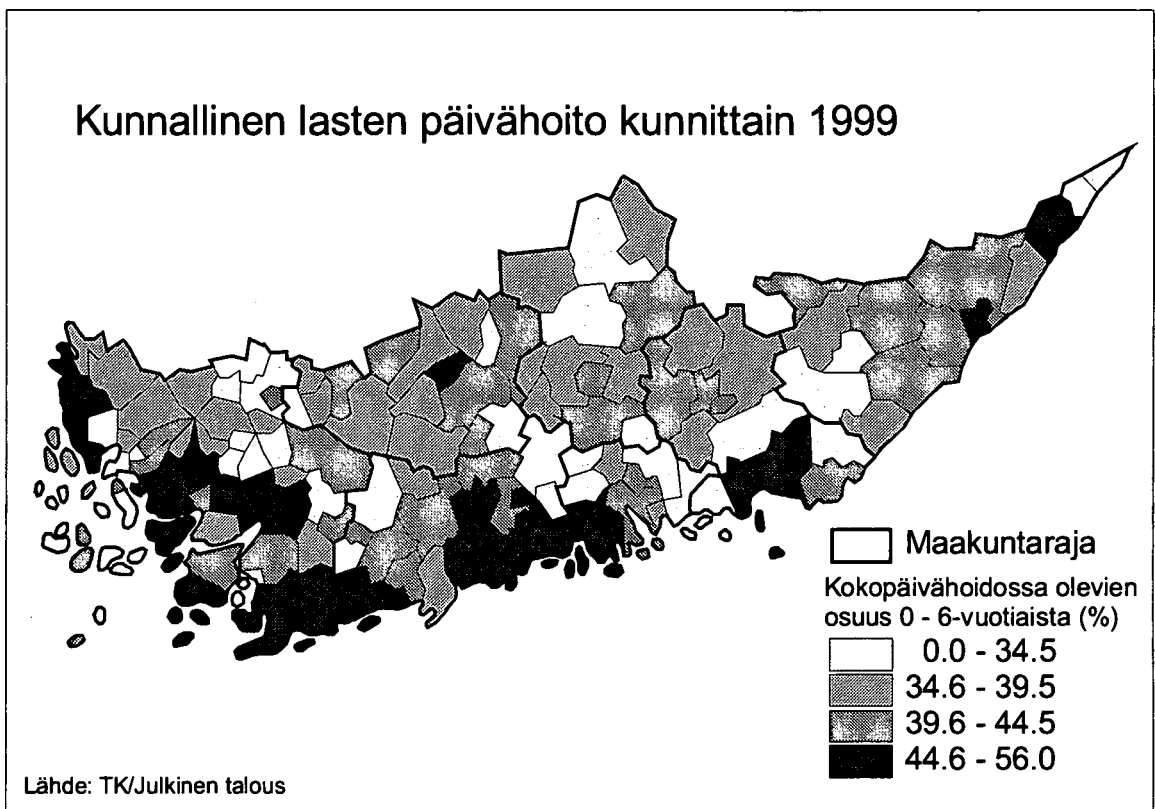 Kunnallinen lasten päivähoito kunnittain 1999
Maakuntaraja
Kokopäivähoidossa olevien
osuus 0 - 6-vuotiaista (%)
0.0 - 34.5
34.6 - 39.5
39.6 - 44.5
44.6 - 56.0
Lähde: TK/Julkinen talous